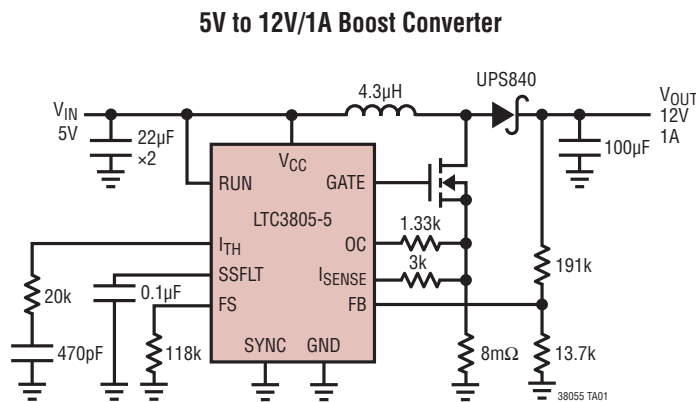 5V to 12V/1A Boost Converter
VIN
5V
22µF
×2
4.3µH
UPS840
VOUT
12V
1A
100µF
VCC
RUN
GATE
LTC3805-5
ITH
OC
1.33k
SSFLT
ISENSE
3k
FS
FB
20k
0.1µF
191k
470pF
118k
SYNC
GND
8mΩ
13.7k
38055 TA01